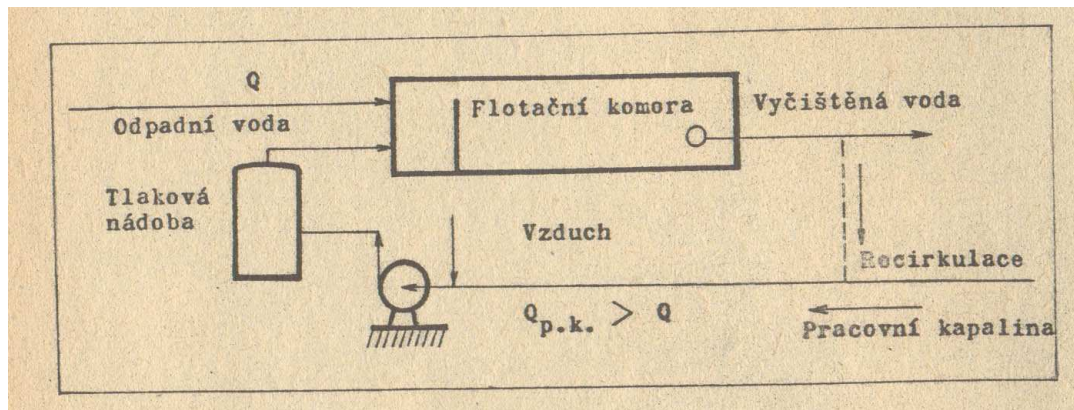 Q
Odpadní voda
Flotační komora
Vyčištěná voda
Tlaková
nádoba
Vzduch
Recirkulace
Qp.k. > Q
Pracovní kapalina